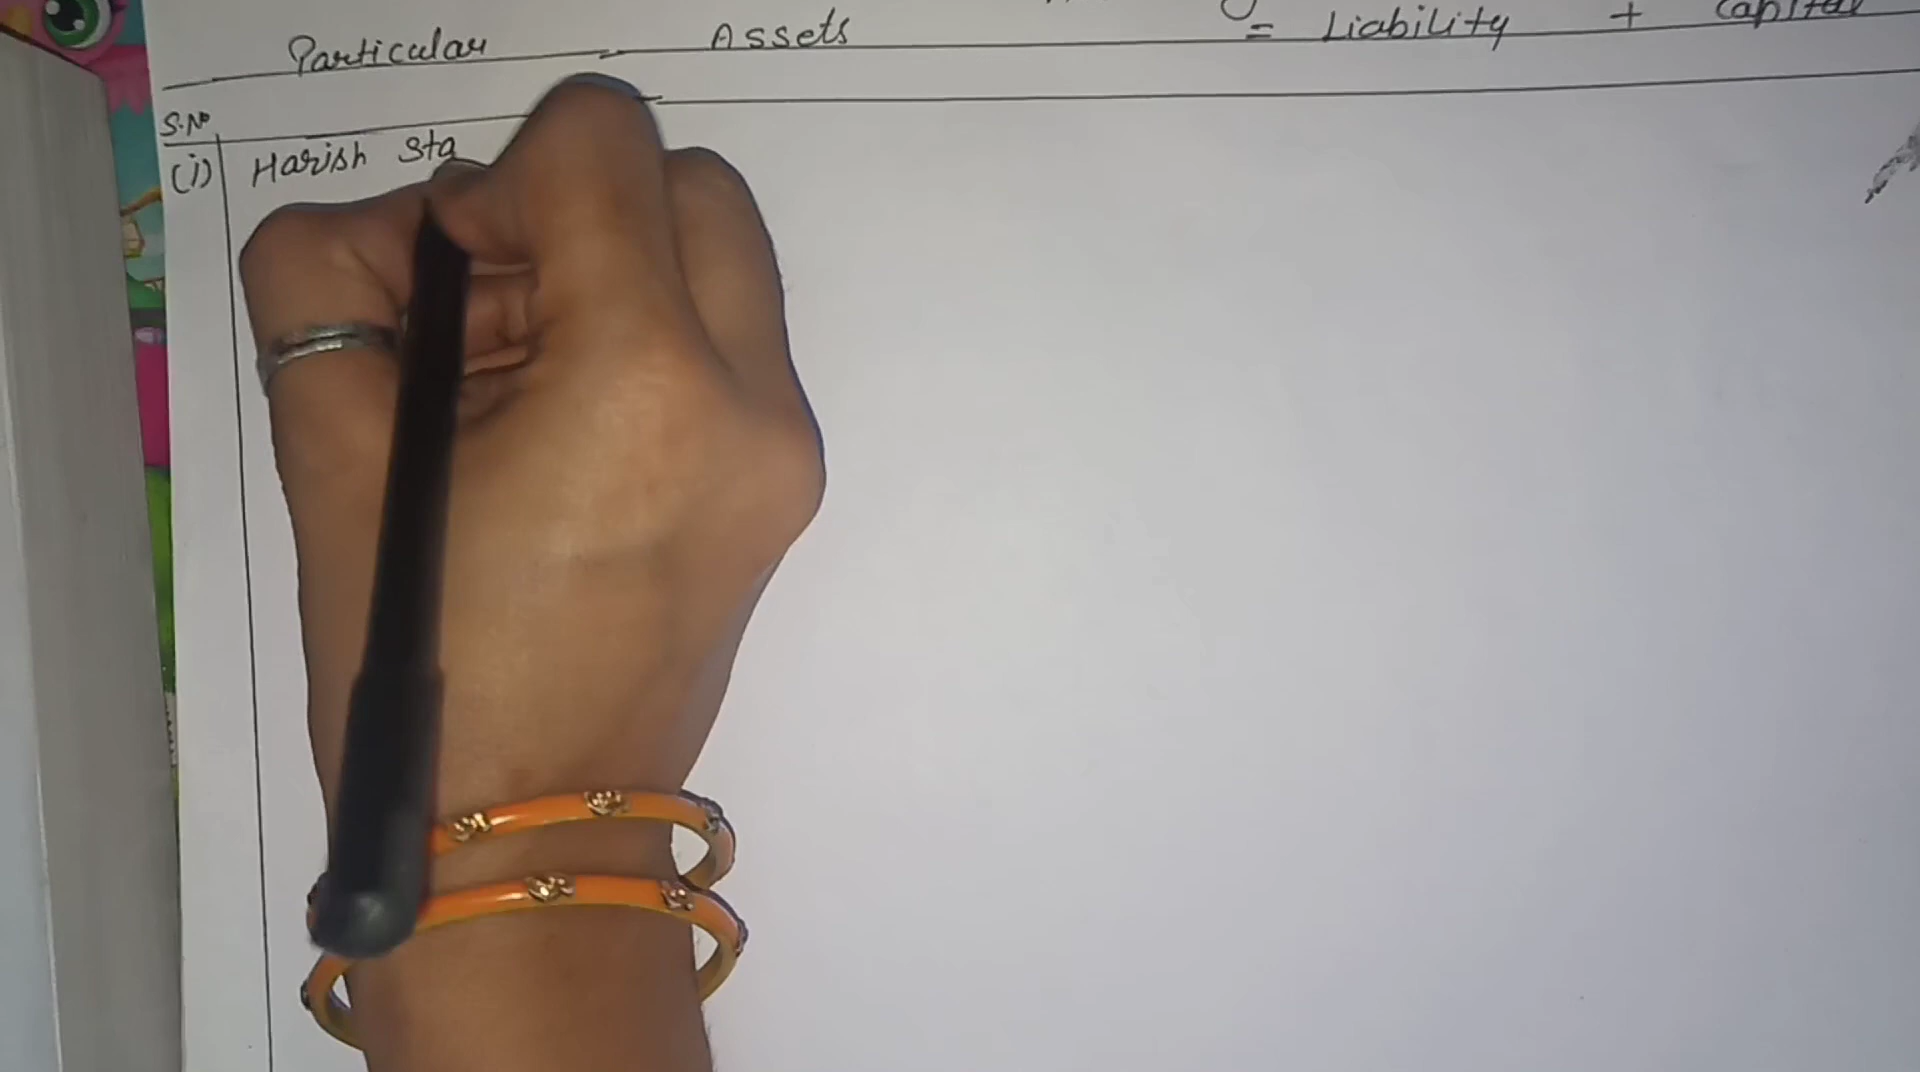 Particular Assets = Liability + Capital
S.No
(i) Harish sta